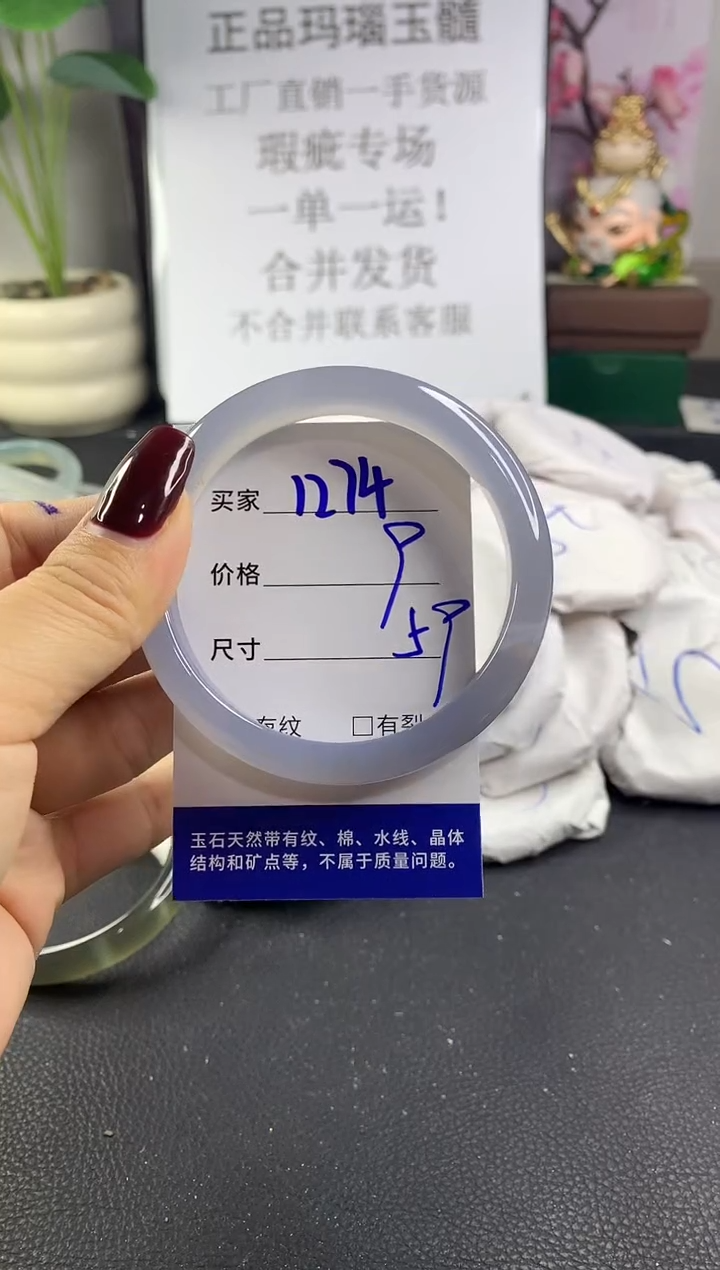 正品玛瑙玉髓
工厂直销一手货源
瑕疵专场
一单一运!
合并发货
不合并联系客服
买家 1274
价格 9
尺寸 59
有纹 □有裂
玉石天然带有纹、棉、水线、晶体
结构和矿点等，不属于质量问题。